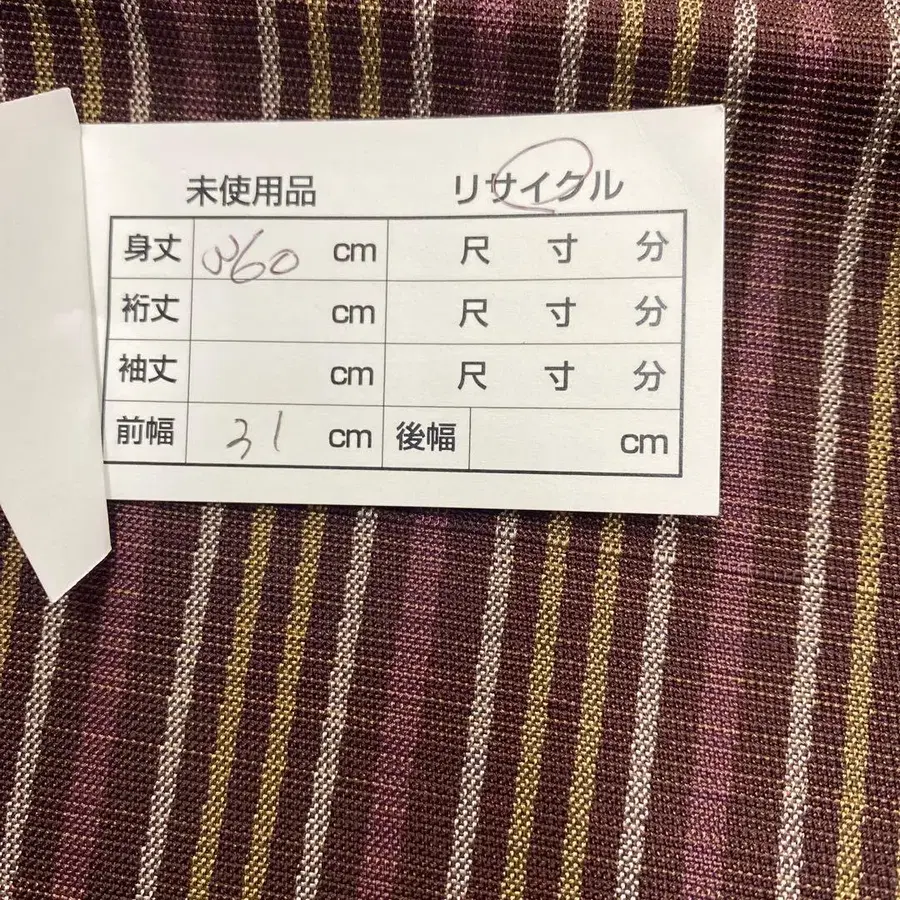 未使用品 リサイクル
身丈 360 cm 尺 寸 分
裄丈 cm 尺 寸 分
袖丈 cm 尺 寸 分
前幅 31 cm 後幅 cm